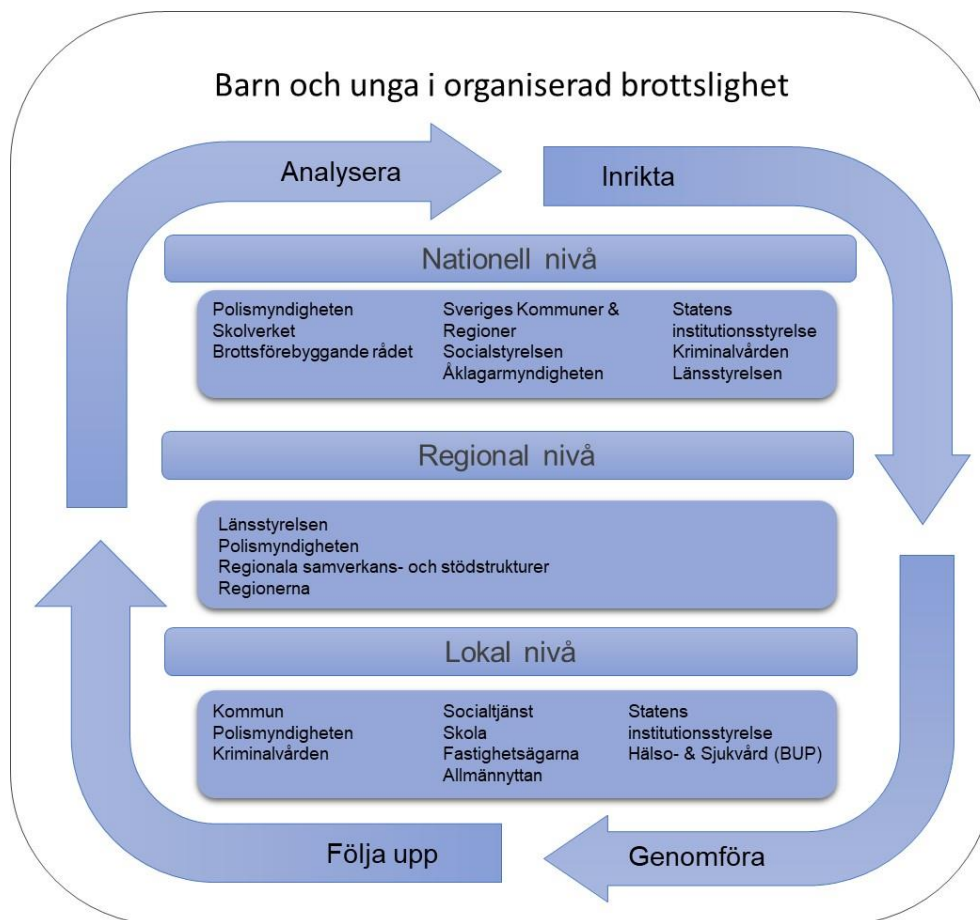 Barn och unga i organiserad brottslighet
Analysera
Inrikta
Nationell nivå
Polismyndigheten
Skolverket
Brottsförebyggande rådet
Sveriges Kommuner &
Regioner
Socialstyrelsen
Åklagarmyndigheten
Statens
institutionsstyrelse
Kriminalvården
Länsstyrelsen
Regional nivå
Länsstyrelsen
Polismyndigheten
Regionala samverkans- och stödstrukturer
Regionerna
Lokal nivå
Kommun
Polismyndigheten
Kriminalvården
Socialtjänst
Skola
Fastighetsägarna
Allmännyttan
Statens
institutionsstyrelse
Hälso- & Sjukvård (BUP)
Följa upp
Genomföra